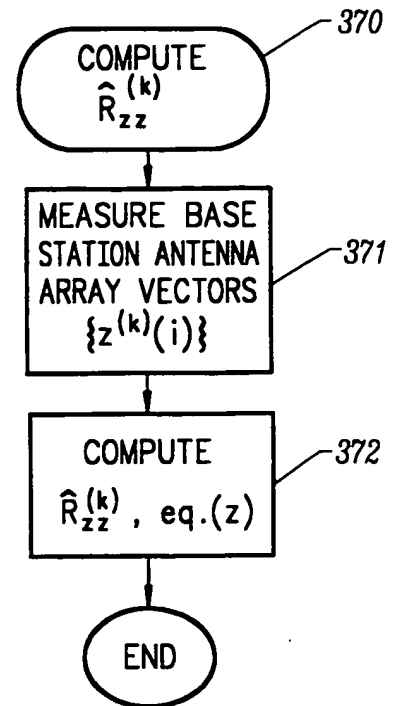 370
COMPUTE
R̂zz^(k)
MEASURE BASE
STATION ANTENNA
ARRAY VECTORS
{z^(k)(i)}
371
COMPUTE
R̂zz^(k), eq.(z)
372
END